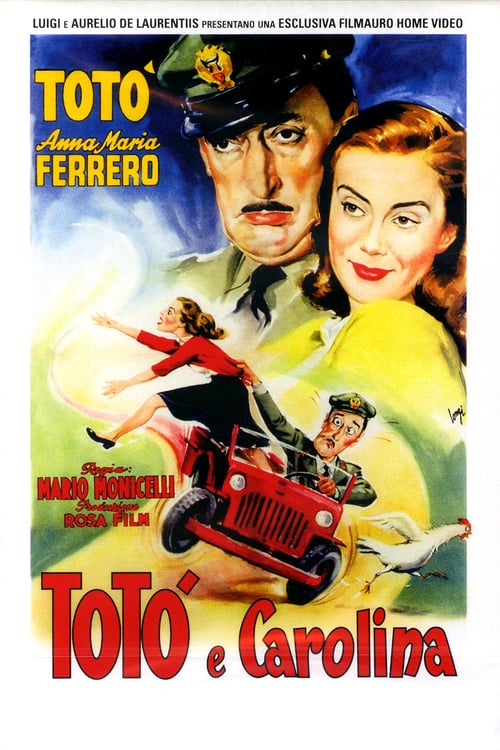 LUIGI E AURELIO DE LAURENTIIS PRESENTANO UNA ESCLUSIVA FILMAURO HOME VIDEO
TOTO'
Anna Maria
FERRERO
Regia:
MARIO MONICELLI
Produzione
ROSA FILM
TOTO' e Carolina